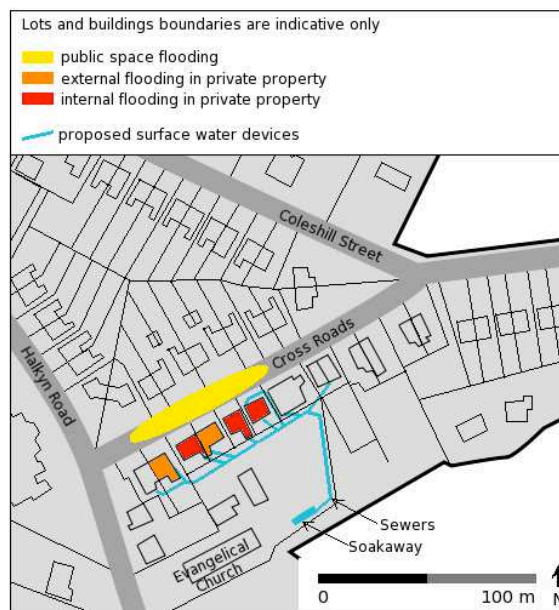 Lots and buildings boundaries are indicative only
public space flooding
external flooding in private property
internal flooding in private property
proposed surface water devices
Coleshill Street
Cross Roads
Halkyn Road
Sewers
Soakaway
Evangelical
Church
0 100 m
N